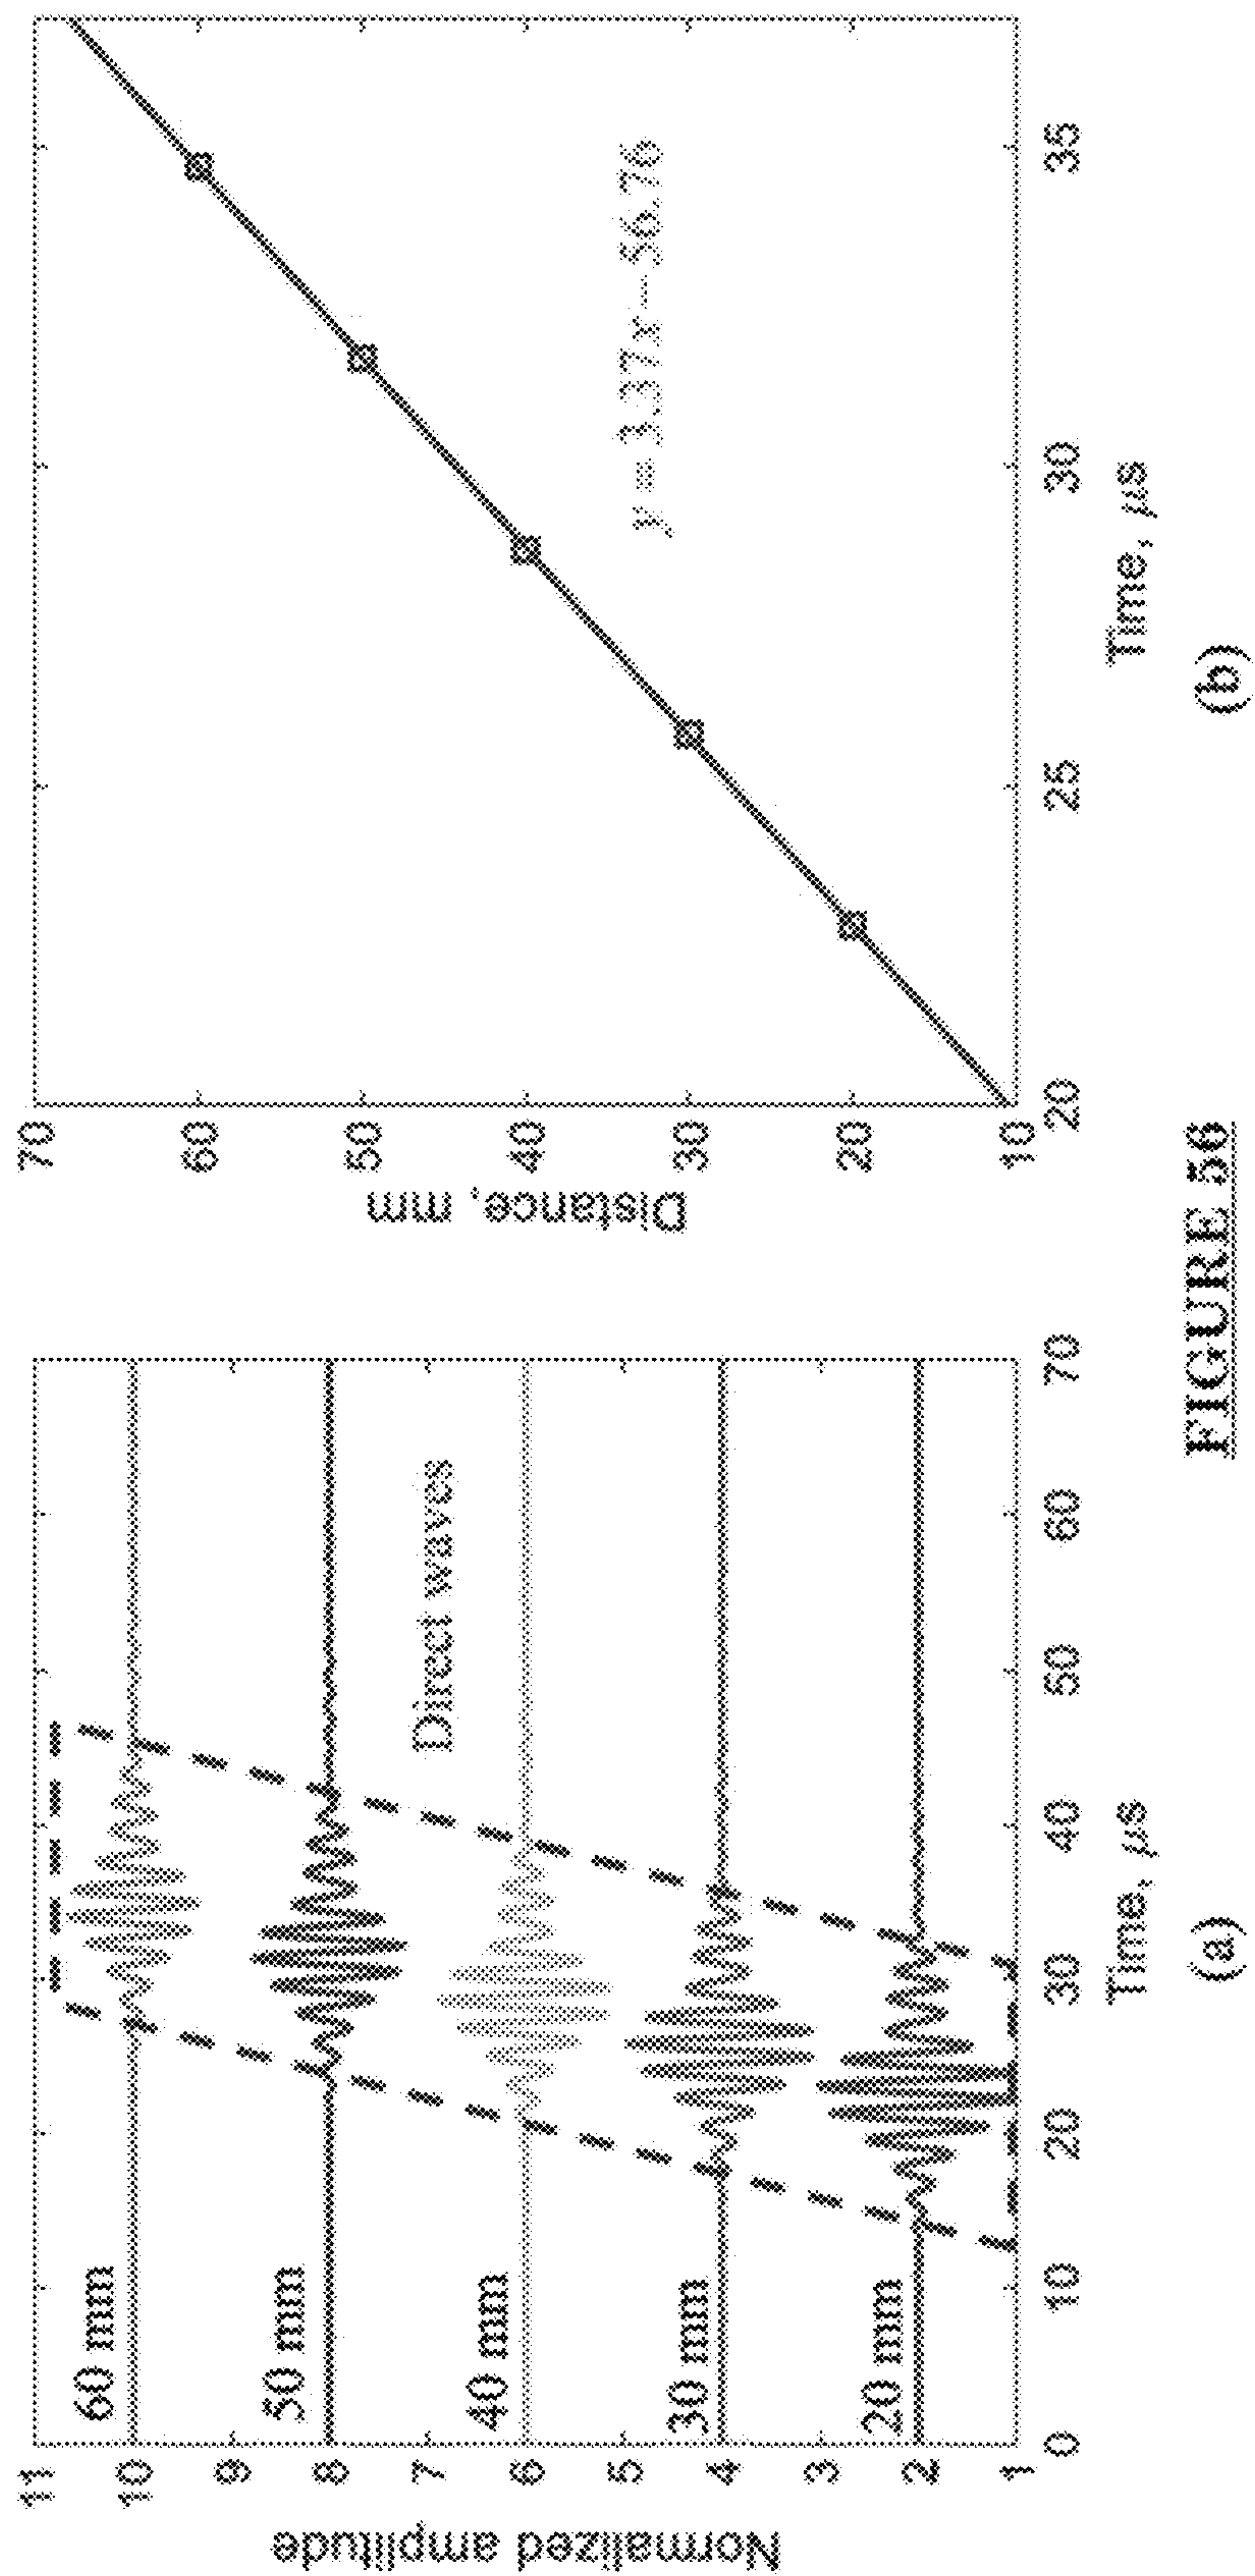 Normalized amplitude
11
10
9
8
7
6
5
4
3
2
1
60 mm
50 mm
40 mm
30 mm
20 mm
Direct waves
0 10 20 30 40 50 60 70
Time, μs
(a)
Distance, mm
70
60
50
40
30
20
10
y = 3.37x − 56.76
20 25 30 35
Time, μs
(b)
FIGURE 56